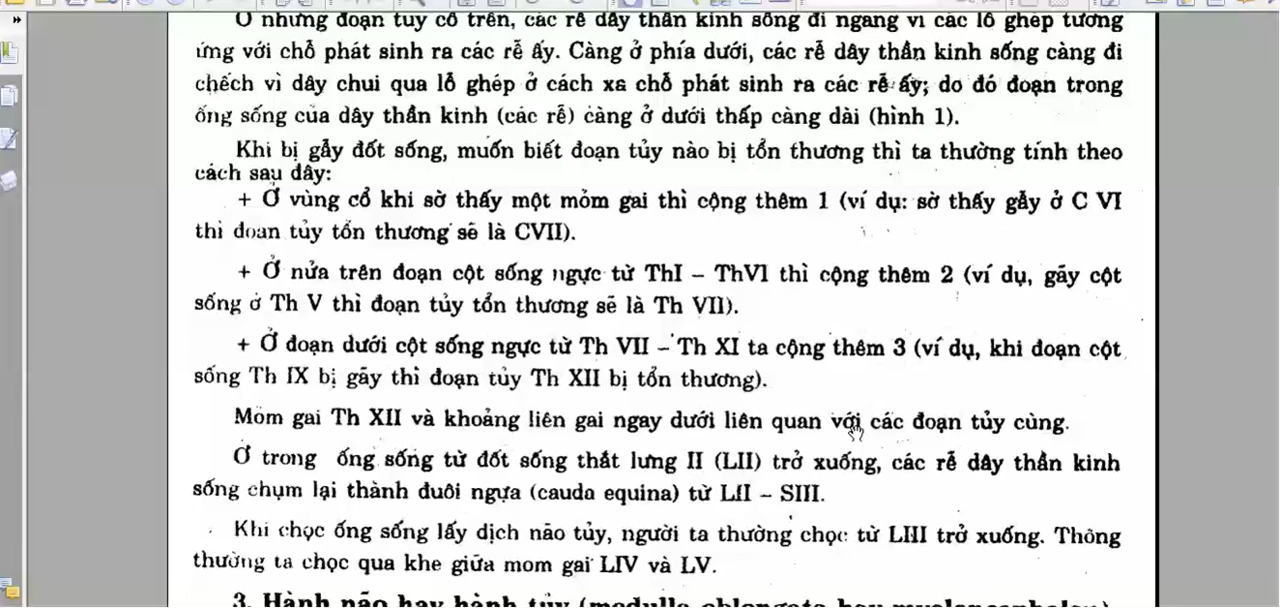 Ở những đoạn tủy cổ trên, các rễ dây thần kinh sống đi ngang vì các lỗ ghép tương
ứng với chỗ phát sinh ra các rễ ấy. Càng ở phía dưới, các rễ dây thần kinh sống càng đi
chếch vì dây chui qua lỗ ghép ở cách xa chỗ phát sinh ra các rễ ấy; do đó đoạn trong
ống sống của dây thần kinh (các rễ) càng ở dưới thấp càng dài (hình 1).
Khi bị gẫy đốt sống, muốn biết đoạn tủy nào bị tổn thương thì ta thường tính theo
cách sau đây:
+ Ở vùng cổ khi sờ thấy một mỏm gai thì cộng thêm 1 (ví dụ: sờ thấy gẫy ở C VI
thì đoạn tủy tổn thương sẽ là CVII).
+ Ở nửa trên đoạn cột sống ngực từ ThI – ThVI thì cộng thêm 2 (ví dụ, gãy cột
sống ở Th V thì đoạn tủy tổn thương sẽ là Th VII).
+ Ở đoạn dưới cột sống ngực từ Th VII – Th XI ta cộng thêm 3 (ví dụ, khi đoạn cột
sống Th IX bị gãy thì đoạn tủy Th XII bị tổn thương).
Mỏm gai Th XII và khoảng liên gai ngay dưới liên quan với các đoạn tủy cùng.
Ở trong ống sống từ đốt sống thắt lưng II (LII) trở xuống, các rễ dây thần kinh
sống chụm lại thành đuôi ngựa (cauda equina) từ LII – SIII.
Khi chọc ống sống lấy dịch não tủy, người ta thường chọc từ LIII trở xuống. Thông
thường ta chọc qua khe giữa mom gai LIV và LV.
3. Hành não hay hành tủy (medulla oblongata hay myelencephalon)